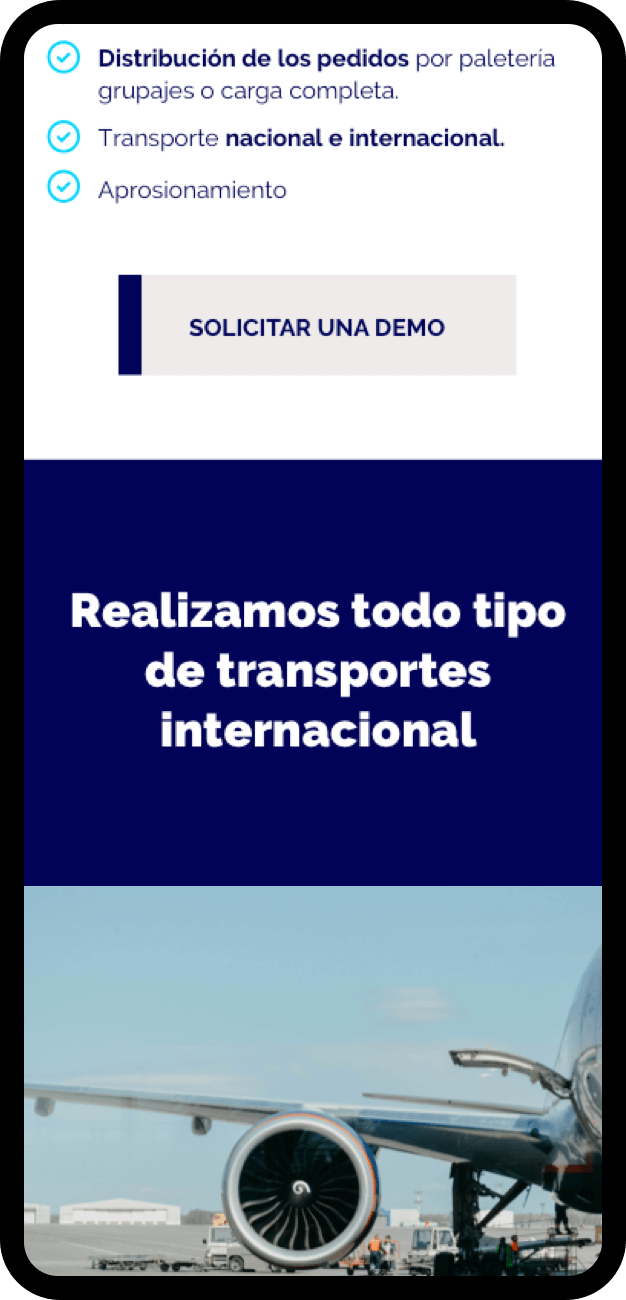 Distribución de los pedidos por paletería
grupajes o carga completa.
Transporte nacional e internacional.
Aprosionamiento
SOLICITAR UNA DEMO
Realizamos todo tipo
de transportes
internacional